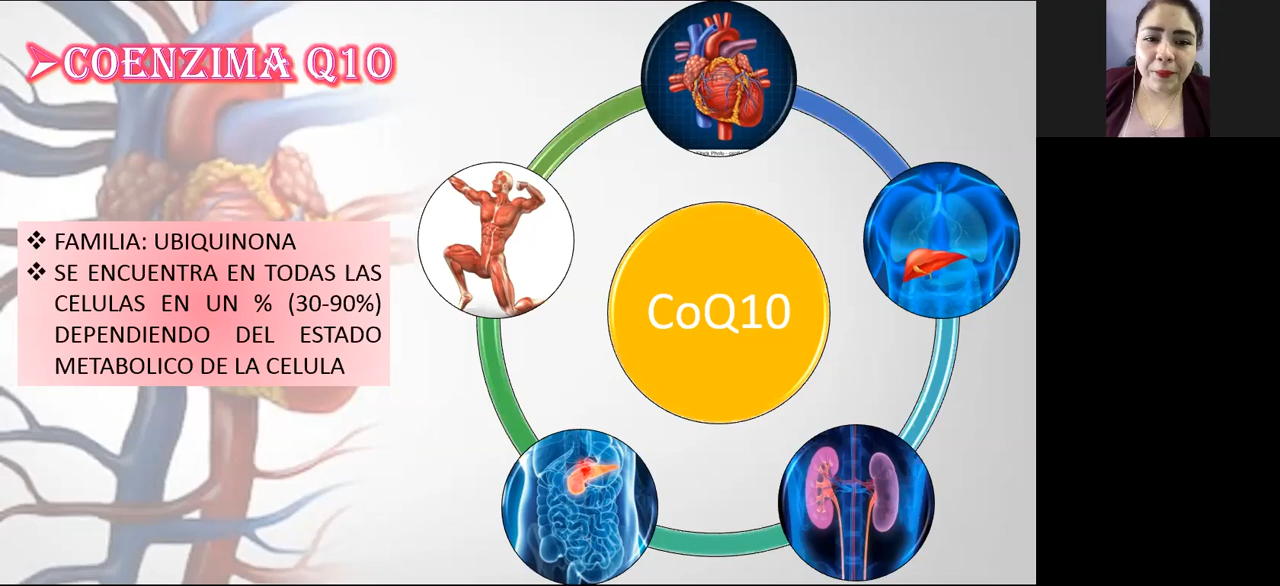 COENZIMA Q10
FAMILIA: UBIQUINONA
SE ENCUENTRA EN TODAS LAS
CELULAS EN UN % (30-90%)
DEPENDIENDO DEL ESTADO
METABOLICO DE LA CELULA
CoQ10